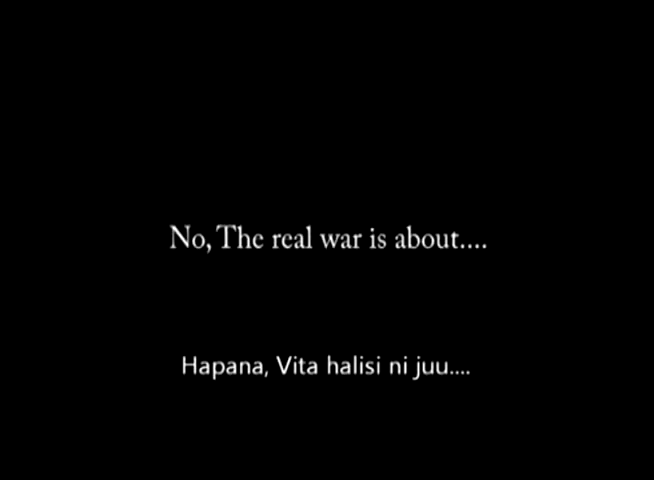 No, The real war is about....
Hapana, Vita halisi ni juu....